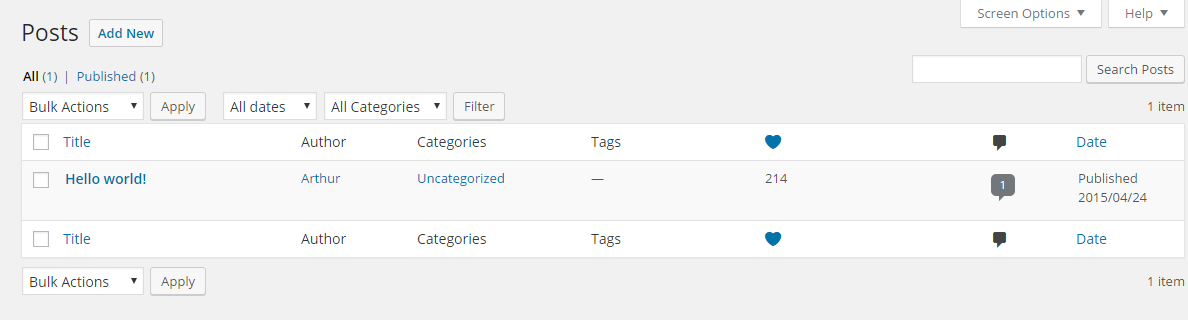 Screen Options ▼ Help ▼
Posts Add New
All (1) | Published (1)
Search Posts
Bulk Actions ▼ Apply All dates ▼ All Categories ▼ Filter 1 item
Title Author Categories Tags Date
Hello world! Arthur Uncategorized — 214 1 Published
2015/04/24
Title Author Categories Tags Date
Bulk Actions ▼ Apply 1 item